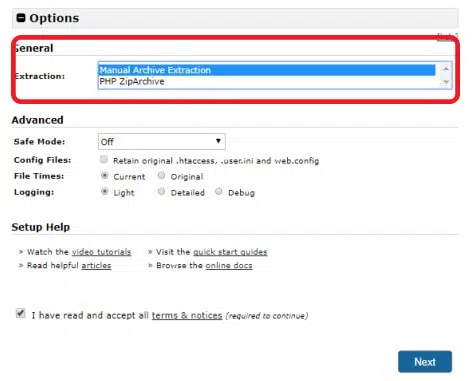 Options
[help]
General
Extraction: Manual Archive Extraction
PHP ZipArchive
Advanced
Safe Mode: Off
Config Files: Retain original .htaccess, .user.ini and web.config
File Times: Current Original
Logging: Light Detailed Debug
Setup Help
» Watch the video tutorials » Visit the quick start guides
» Read helpful articles » Browse the online docs
I have read and accept all terms & notices (required to continue)
Next